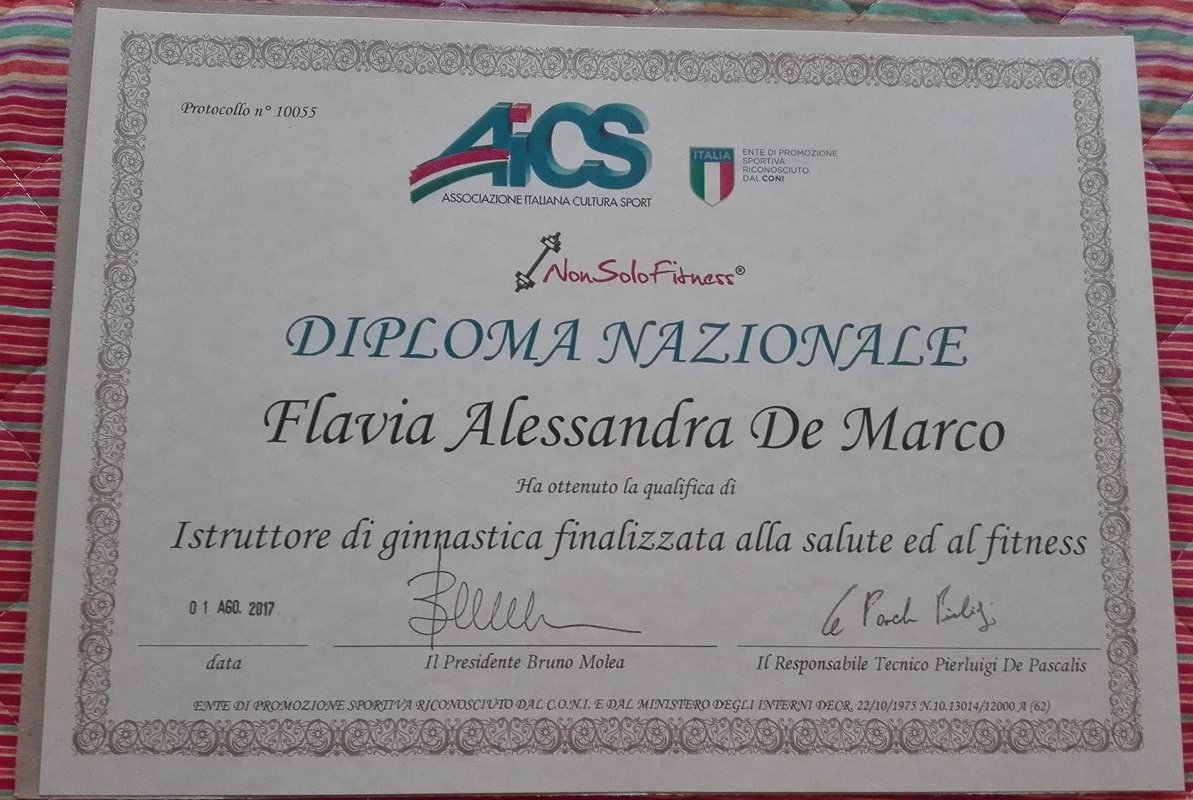 Protocollo n° 10055
AiCS
ASSOCIAZIONE ITALIANA CULTURA SPORT
ITALIA
ENTE DI PROMOZIONE
SPORTIVA
RICONOSCIUTO
DAL CONI
NonSoloFitness®
DIPLOMA NAZIONALE
Flavia Alessandra De Marco
Ha ottenuto la qualifica di
Istruttore di ginnastica finalizzata alla salute ed al fitness
01 AGO. 2017
data
Il Presidente Bruno Molea
Il Responsabile Tecnico Pierluigi De Pascalis
ENTE DI PROMOZIONE SPORTIVA RICONOSCIUTO DAL C.O.N.I. E DAL MINISTERO DEGLI INTERNI DECR. 22/10/1975 N.10.13014/12000 A (62)